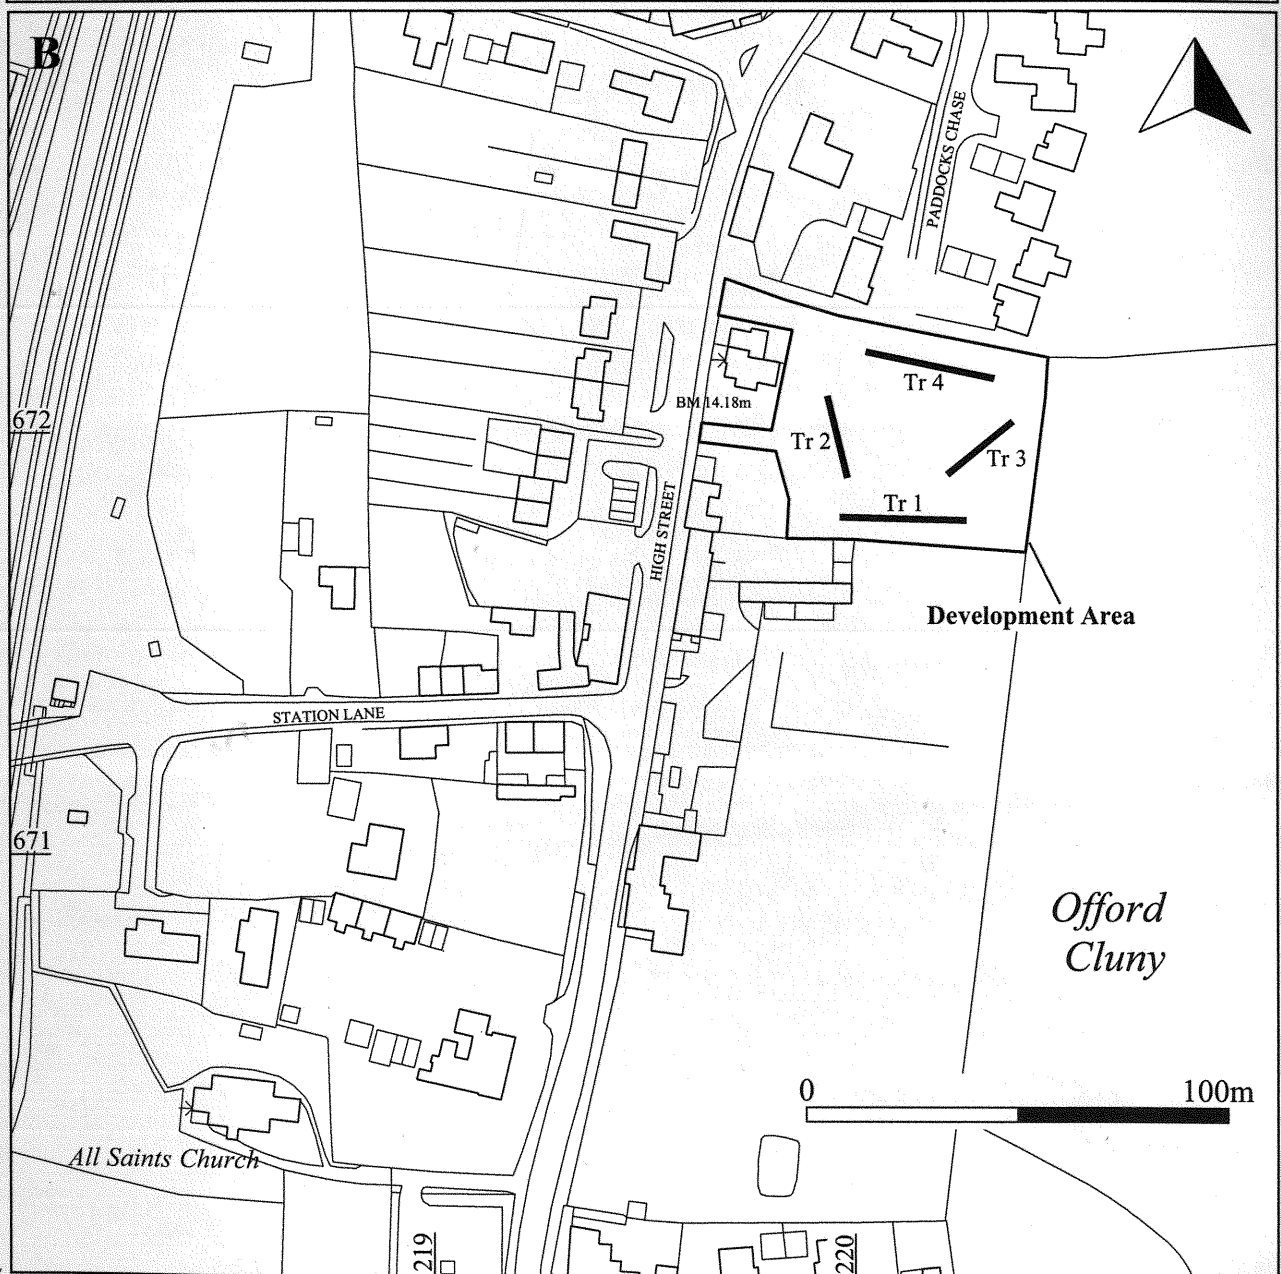 B
PADDOCKS CHASE
Tr 4
BM 14.18m
672
Tr 2
Tr 3
Tr 1
HIGH STREET
Development Area
STATION LANE
671
Offord
Cluny
0 100m
All Saints Church
219
220